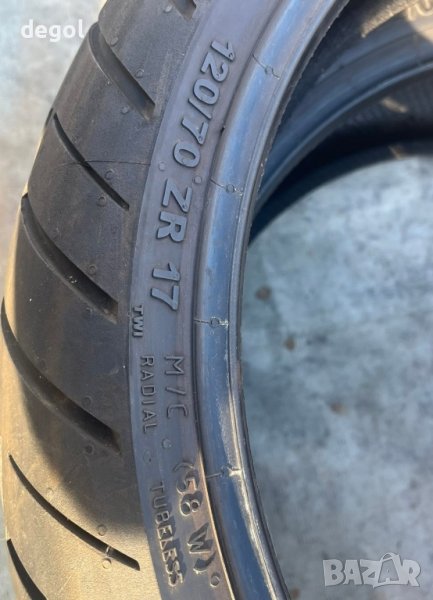 degol
120/70 ZR 17
M/C (58 W)
TWI RADIAL TUBELESS
BAZAR